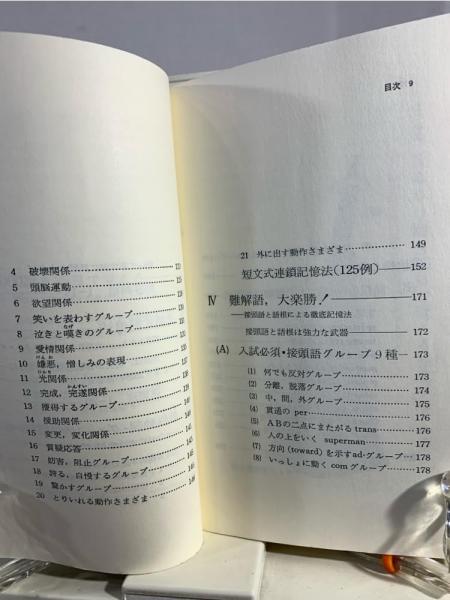 4 破壊関係
5 頭脳運動
6 欲望関係
7 笑いを表わすグループ
8 泣きと嘆きのグループ
9 愛情関係
10 嫌悪,憎しみの表現
11 光関係
12 完成,完遂関係
13 獲得するグループ
14 援助関係
15 変更,変化関係
16 質疑応答
17 妨害,阻止グループ
18 誇る,自慢するグループ
19 驚かすグループ
20 とりいれる動作さまざま
目次 9
21 外に出す動作さまざま……149
短文式連鎖記憶法(125例)——152
Ⅳ 難解語,大楽勝!——171
——接頭語と語根による徹底記憶法
接頭語と語根は強力な武器……172
(A) 入試必須・接頭語グループ9種—173
(1) 何でも反対グループ……173
(2) 分離,脱落グループ……174
(3) 中,間,外グループ……175
(4) 貫通の per……176
(5) ABの二点にまたがる trans……176
(6) 人の上をいく superman……177
(7) 方向(toward)を示すad-グループ…178
(8) いっしょに動く comグループ……178